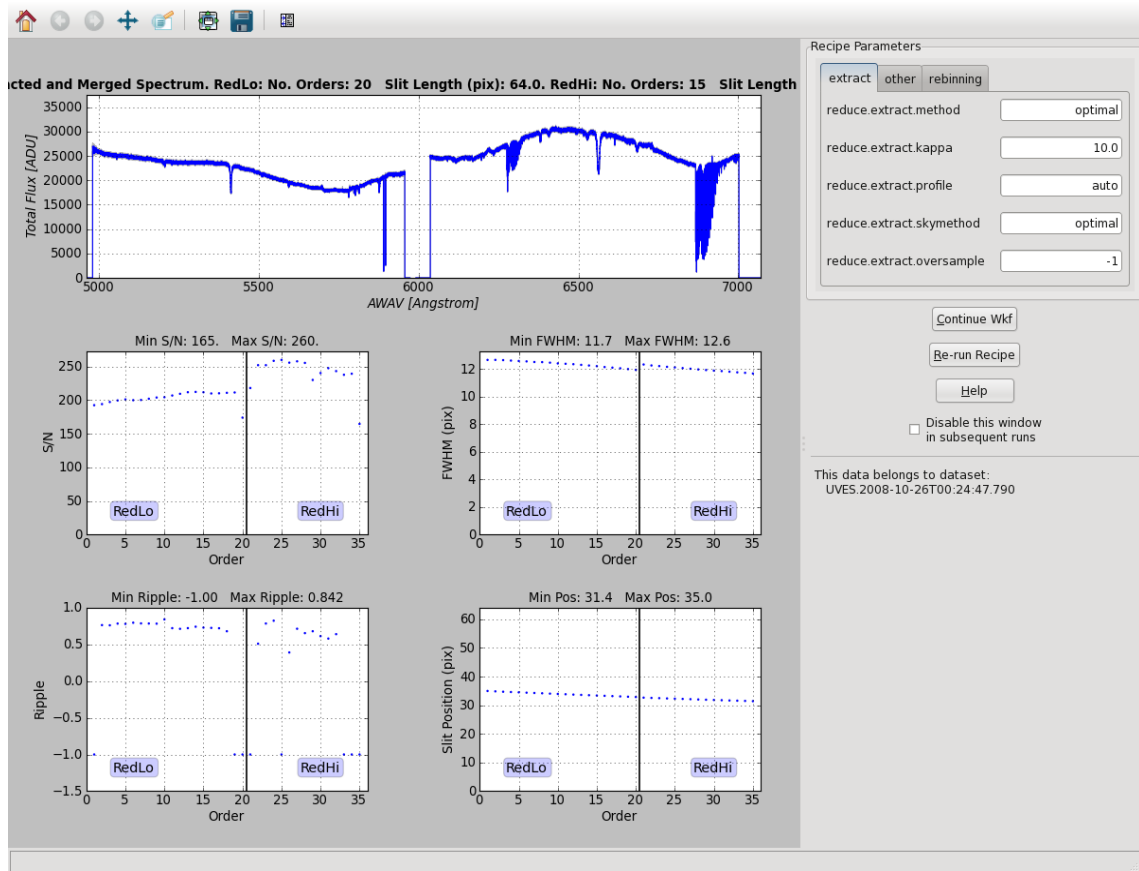 Recipe Parameters
acted and Merged Spectrum. RedLo: No. Orders: 20 Slit Length (pix): 64.0. RedHi: No. Orders: 15 Slit Length
35000
30000
25000
20000
15000
10000
5000
0
Total Flux [ADU]
5000 5500 6000 6500 7000
AWAV [Angstrom]
Min S/N: 165. Max S/N: 260.
250
200
150
100
50
0
S/N
RedLo RedHi
0 5 10 15 20 25 30 35
Order
Min FWHM: 11.7 Max FWHM: 12.6
12
10
8
6
4
2
0
FWHM (pix)
RedLo RedHi
0 5 10 15 20 25 30 35
Order
Min Ripple: -1.00 Max Ripple: 0.842
1.0
0.5
0.0
−0.5
−1.0
−1.5
Ripple
RedLo RedHi
0 5 10 15 20 25 30 35
Order
Min Pos: 31.4 Max Pos: 35.0
60
50
40
30
20
10
0
Slit Position (pix)
RedLo RedHi
0 5 10 15 20 25 30 35
Order
extract other rebinning
reduce.extract.method optimal
reduce.extract.kappa 10.0
reduce.extract.profile auto
reduce.extract.skymethod optimal
reduce.extract.oversample -1
Continue Wkf
Re-run Recipe
Help
Disable this window
in subsequent runs
This data belongs to dataset:
UVES.2008-10-26T00:24:47.790